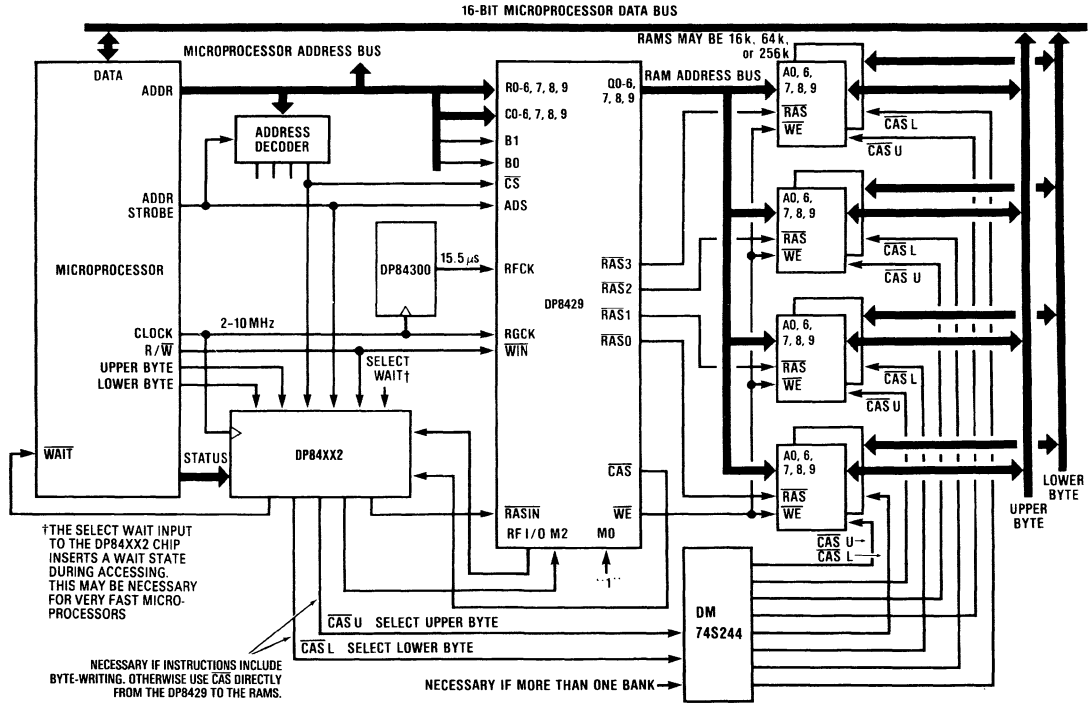 16-BIT MICROPROCESSOR DATA BUS
DATA
MICROPROCESSOR ADDRESS BUS
RAMS MAY BE 16k, 64k,
or 256k
ADDR
R0-6, 7, 8, 9
Q0-6,
7, 8, 9
RAM ADDRESS BUS
A0, 6,
7, 8, 9
C0-6, 7, 8, 9
ADDRESS
DECODER
B1
B0
CS
RAS
WE
CAS L
CAS U
ADDR
STROBE
ADS
A0, 6,
7, 8, 9
RAS
WE
CAS L
CAS U
MICROPROCESSOR
DP84300
15.5 µs
RFCK
RAS3
RAS2
DP8429
RAS1
RAS0
CLOCK
2–10 MHz
RGCK
R/W
WIN
UPPER BYTE
LOWER BYTE
SELECT
WAIT†
A0, 6,
7, 8, 9
RAS
WE
CAS L
CAS U
WAIT
STATUS
DP84XX2
CAS
A0, 6,
7, 8, 9
RAS
WE
LOWER
BYTE
UPPER
BYTE
RASIN
WE
RF I/O M2
M0
"1"
CAS U
CAS L
†THE SELECT WAIT INPUT
TO THE DP84XX2 CHIP
INSERTS A WAIT STATE
DURING ACCESSING.
THIS MAY BE NECESSARY
FOR VERY FAST MICRO-
PROCESSORS
DM
74S244
CAS U SELECT UPPER BYTE
CAS L SELECT LOWER BYTE
NECESSARY IF INSTRUCTIONS INCLUDE
BYTE-WRITING. OTHERWISE USE CAS DIRECTLY
FROM THE DP8429 TO THE RAMS.
NECESSARY IF MORE THAN ONE BANK